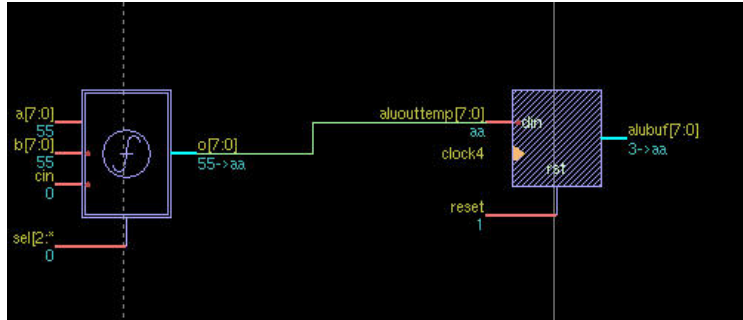 a[7:0]
55
b[7:0]
55
cin
0
sel[2:*
0
o[7:0]
55->aa
aluouttemp[7:0]
aa
clock4
reset
1
din
rst
alubuf[7:0]
3->aa